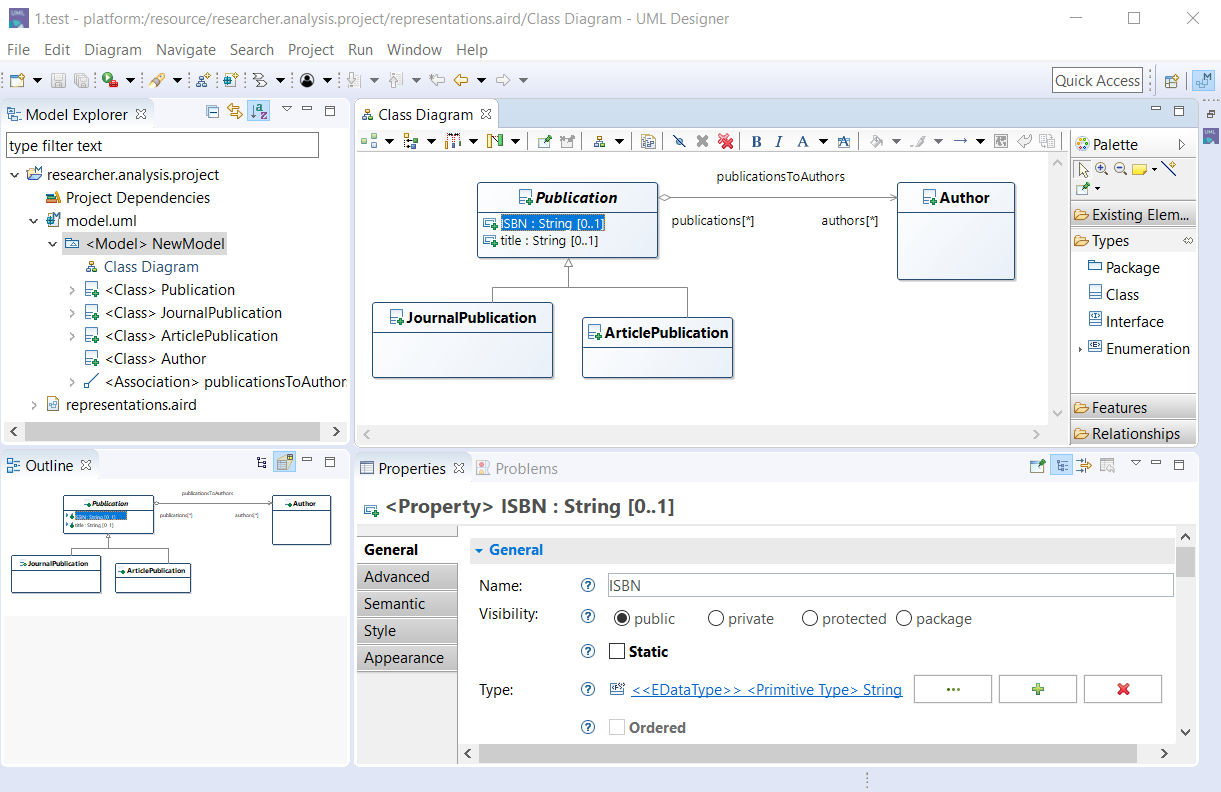 1.test - platform:/resource/researcher.analysis.project/representations.aird/Class Diagram - UML Designer
File Edit Diagram Navigate Search Project Run Window Help
Quick Access
Model Explorer
type filter text
researcher.analysis.project
Project Dependencies
model.uml
<Model> NewModel
Class Diagram
<Class> Publication
<Class> JournalPublication
<Class> ArticlePublication
<Class> Author
<Association> publicationsToAuthor
representations.aird
Class Diagram
B I A A
Publication
ISBN : String [0..1]
title : String [0..1]
publicationsToAuthors
publications[*]
authors[*]
Author
JournalPublication
ArticlePublication
Palette
Existing Elem...
Types
Package
Class
Interface
Enumeration
Features
Relationships
Outline
Publication
ISBN : String [0..1]
title : String [0..1]
publicationsToAuthors
publications[*]
authors[*]
Author
JournalPublication
ArticlePublication
Properties
Problems
<Property> ISBN : String [0..1]
General
Advanced
Semantic
Style
Appearance
General
Name: ISBN
Visibility: public private protected package
Static
Type: <<EDataType>> <Primitive Type> String ...
Ordered